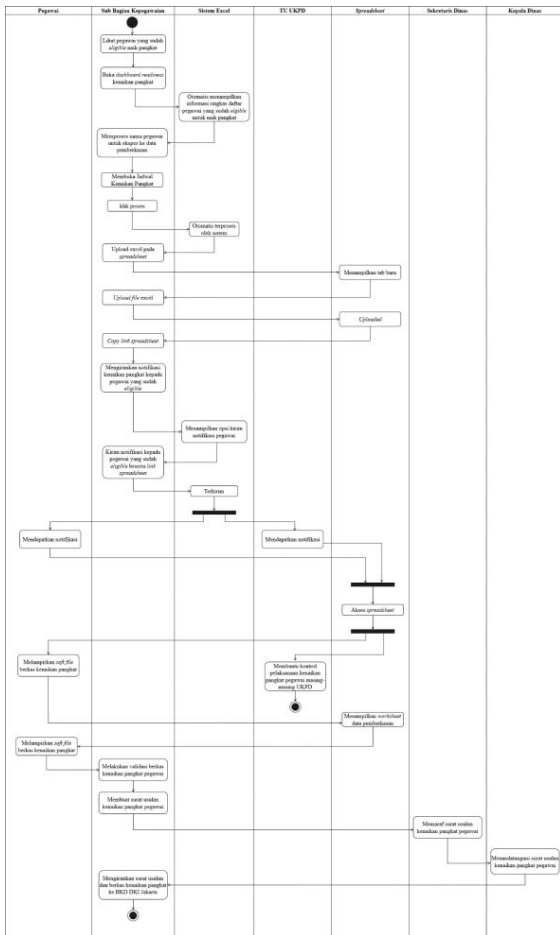 Pegawai
Sub Bagian Kepegawaian
Sistem Excel
TU UKPD
Spreadsheet
Sekretaris Dinas
Kepala Dinas
Lihat pegawai yang sudah
eligible naik pangkat
Buka dashboard readiness
kenaikan pangkat
Otomatis menampilkan
informasi ringkas daftar
pegawai yang sudah eligible
untuk naik pangkat
Memproses nama pegawai
untuk ekspor ke data
pemberkasan
Membuka Jadwal
Kenaikan Pangkat
klik proses
Otomatis terproses
oleh sistem
Upload excel pada
spreadsheet
Menampilkan tab baru
Upload file excel
Uploaded
Copy link spreadsheet
Mengirimkan notifikasi
kenaikan pangkat kepada
pegawai yang sudah
eligible
Menampilkan opsi kirim
notifikasi pegawai
Kirim notifikasi kepada
pegawai yang sudah
eligible beserta link
spreadsheet
Terkirim
Mendapatkan notifikasi
Mendapatkan notifikasi
Akses spreadsheet
Melampirkan soft file
berkas kenaikan pangkat
Membantu kontrol
pelaksanaan kenaikan
pangkat pegawai masing-
masing UKPD
Menampilkan worksheet
data pemberkasan
Melampirkan soft file
berkas kenaikan pangkat
Melakukan validasi berkas
kenaikan pangkat pegawai
Membuat surat usulan
kenaikan pangkat pegawai
Memaraf surat usulan
kenaikan pangkat pegawai
Menandatangani surat usulan
kenaikan pangkat pegawai
Mengirimkan surat usulan
dan berkas kenaikan pangkat
ke BKD DKI Jakarta